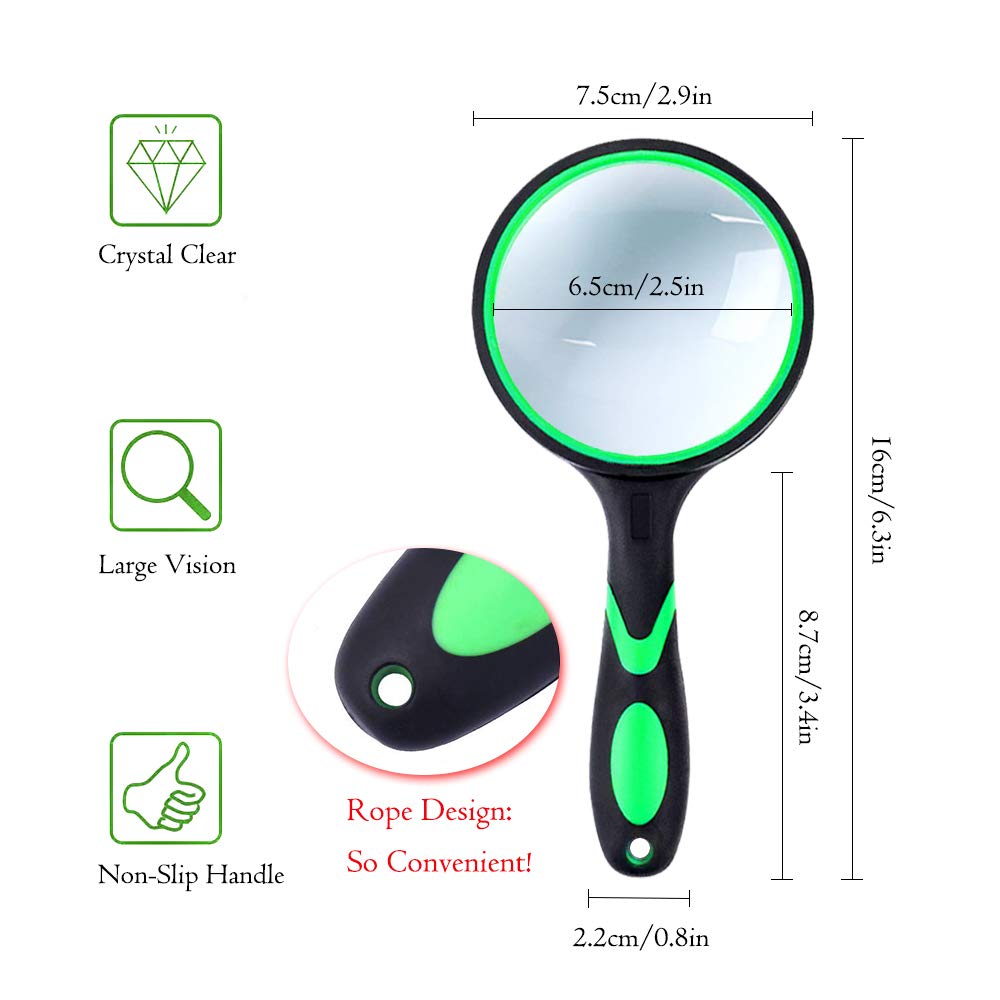 7.5cm/2.9in
Crystal Clear
6.5cm/2.5in
16cm/6.3in
Large Vision
8.7cm/3.4in
Rope Design:
So Convenient!
Non-Slip Handle
2.2cm/0.8in